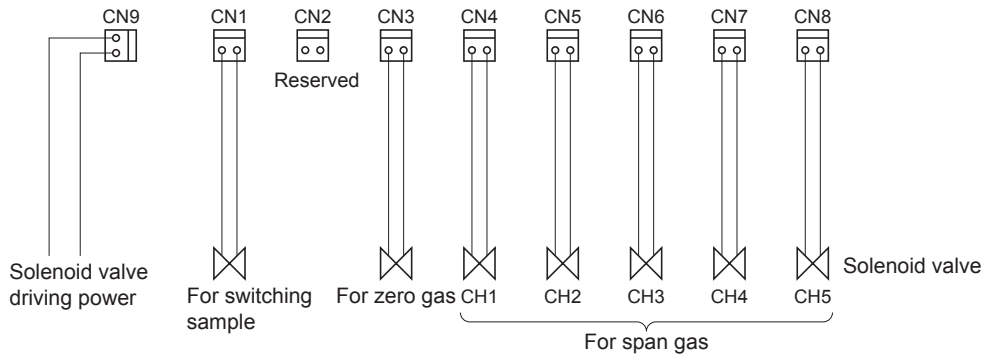 CN9 CN1 CN2 CN3 CN4 CN5 CN6 CN7 CN8
Reserved
Solenoid valve
driving power
For switching
sample
For zero gas
CH1 CH2 CH3 CH4 CH5
Solenoid valve
For span gas